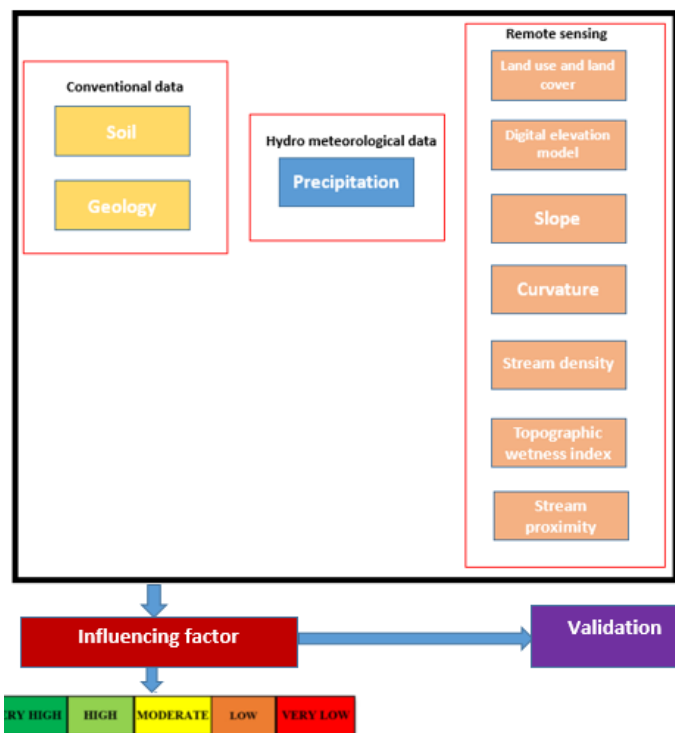 Remote sensing
Conventional data
Soil
Geology
Hydro meteorological data
Precipitation
Land use and land
cover
Digital elevation
model
Slope
Curvature
Stream density
Topographic
wetness index
Stream
proximity
Influencing factor
Validation
ERY HIGH
HIGH
MODERATE
LOW
VERY LOW